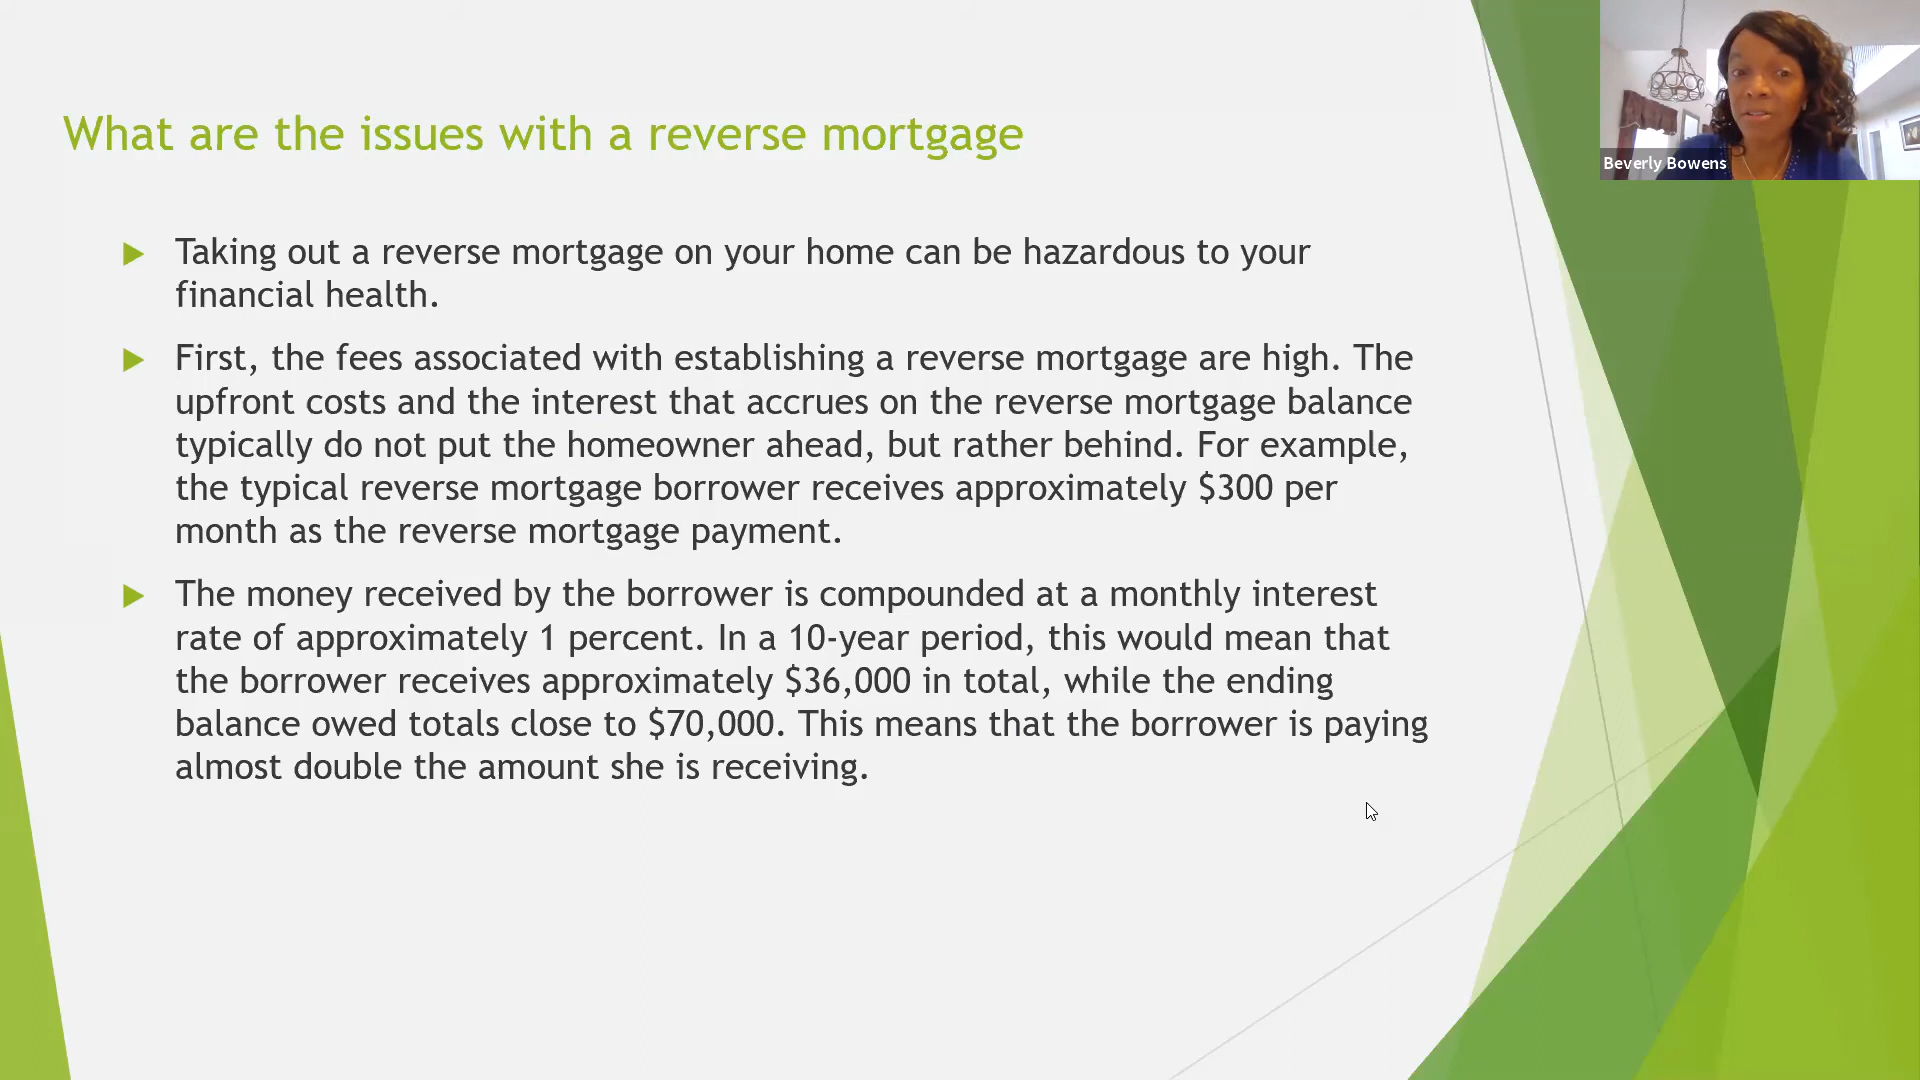 What are the issues with a reverse mortgage
Beverly Bowens
Taking out a reverse mortgage on your home can be hazardous to your
financial health.
First, the fees associated with establishing a reverse mortgage are high. The
upfront costs and the interest that accrues on the reverse mortgage balance
typically do not put the homeowner ahead, but rather behind. For example,
the typical reverse mortgage borrower receives approximately $300 per
month as the reverse mortgage payment.
The money received by the borrower is compounded at a monthly interest
rate of approximately 1 percent. In a 10-year period, this would mean that
the borrower receives approximately $36,000 in total, while the ending
balance owed totals close to $70,000. This means that the borrower is paying
almost double the amount she is receiving.